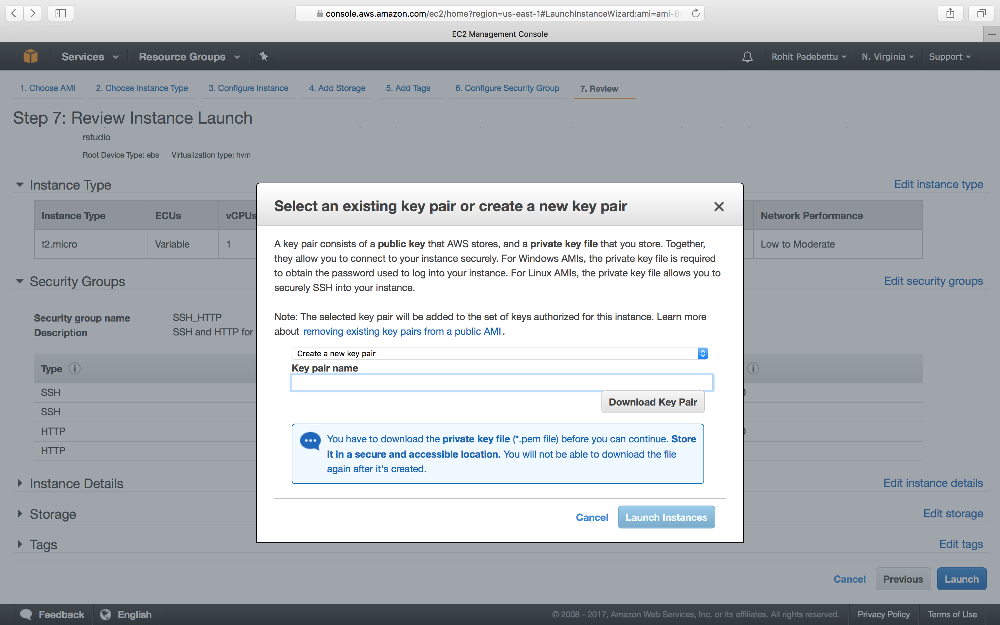 console.aws.amazon.com/ec2/home?region=us-east-1#LaunchInstanceWizard:ami=ami-8
EC2 Management Console
Services Resource Groups Rohit Padebettu N. Virginia Support
1. Choose AMI 2. Choose Instance Type 3. Configure Instance 4. Add Storage 5. Add Tags 6. Configure Security Group 7. Review
Step 7: Review Instance Launch
rstudio
Root Device Type: ebs Virtualization type: hvm
Instance Type Edit instance type
Instance Type ECUs vCPUs Network Performance
t2.micro Variable 1 Low to Moderate
Security Groups Edit security groups
Security group name SSH_HTTP
Description SSH and HTTP for
Type
SSH
SSH
HTTP
HTTP
Instance Details Edit instance details
Storage Edit storage
Tags Edit tags
Select an existing key pair or create a new key pair
A key pair consists of a public key that AWS stores, and a private key file that you store. Together,
they allow you to connect to your instance securely. For Windows AMIs, the private key file is required
to obtain the password used to log into your instance. For Linux AMIs, the private key file allows you to
securely SSH into your instance.
Note: The selected key pair will be added to the set of keys authorized for this instance. Learn more
about removing existing key pairs from a public AMI.
Create a new key pair
Key pair name
Download Key Pair
You have to download the private key file (*.pem file) before you can continue. Store
it in a secure and accessible location. You will not be able to download the file
again after it's created.
Cancel Launch Instances
Cancel Previous Launch
Feedback English © 2008 - 2017, Amazon Web Services, Inc. or its affiliates. All rights reserved. Privacy Policy Terms of Use